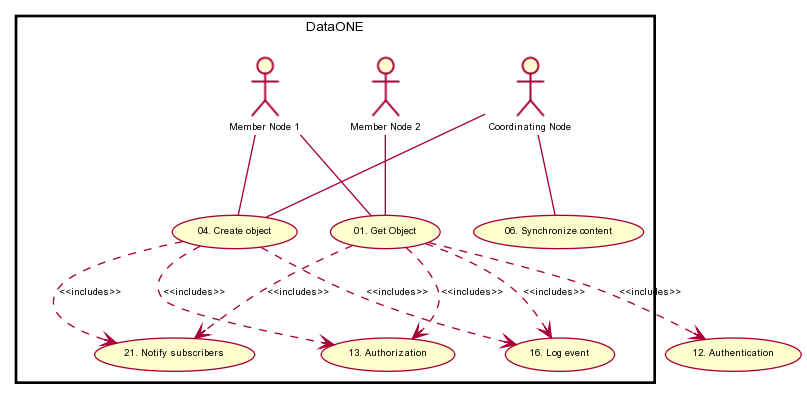 DataONE
Member Node 1
Member Node 2
Coordinating Node
04. Create object
01. Get Object
06. Synchronize content
<<includes>>
<<includes>>
<<includes>>
<<includes>>
<<includes>>
<<includes>>
<<includes>>
21. Notify subscribers
13. Authorization
16. Log event
12. Authentication